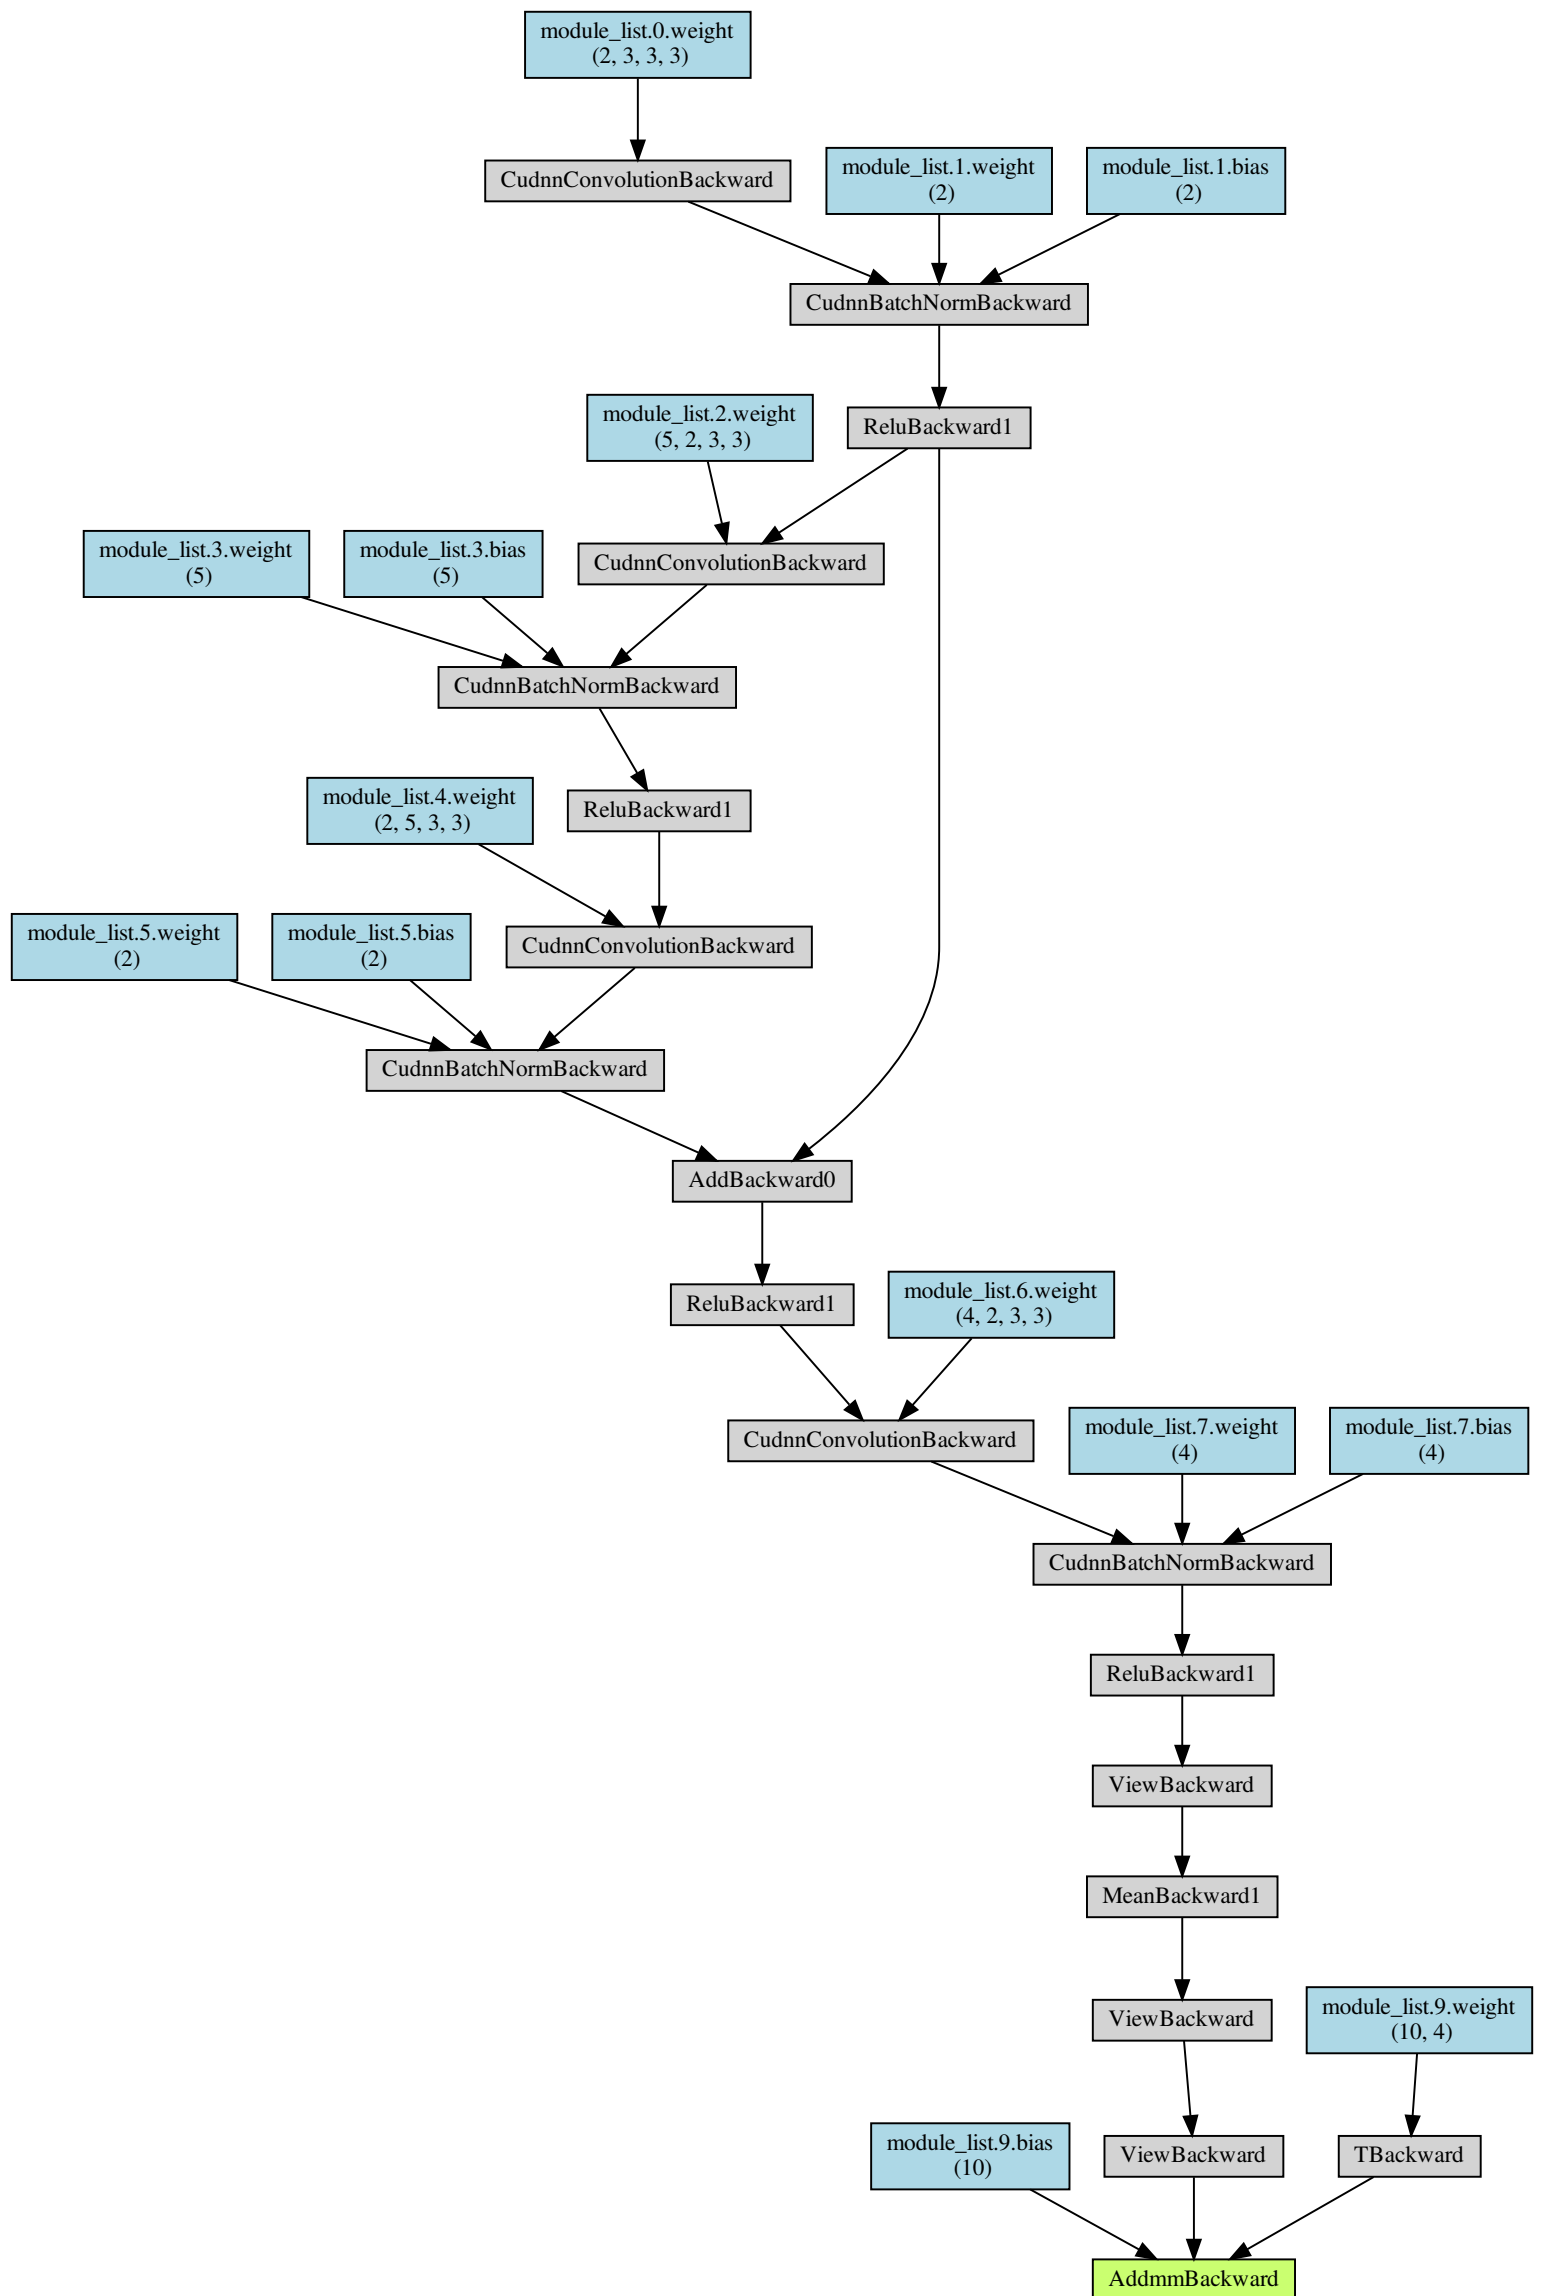 module_list.0.weight
(2, 3, 3, 3)
CudnnConvolutionBackward
module_list.1.weight
(2)
module_list.1.bias
(2)
CudnnBatchNormBackward
module_list.2.weight
(5, 2, 3, 3)
ReluBackward1
module_list.3.weight
(5)
module_list.3.bias
(5)
CudnnConvolutionBackward
CudnnBatchNormBackward
module_list.4.weight
(2, 5, 3, 3)
ReluBackward1
module_list.5.weight
(2)
module_list.5.bias
(2)
CudnnConvolutionBackward
CudnnBatchNormBackward
AddBackward0
ReluBackward1
module_list.6.weight
(4, 2, 3, 3)
CudnnConvolutionBackward
module_list.7.weight
(4)
module_list.7.bias
(4)
CudnnBatchNormBackward
ReluBackward1
ViewBackward
MeanBackward1
ViewBackward
module_list.9.weight
(10, 4)
module_list.9.bias
(10)
ViewBackward
TBackward
AddmmBackward